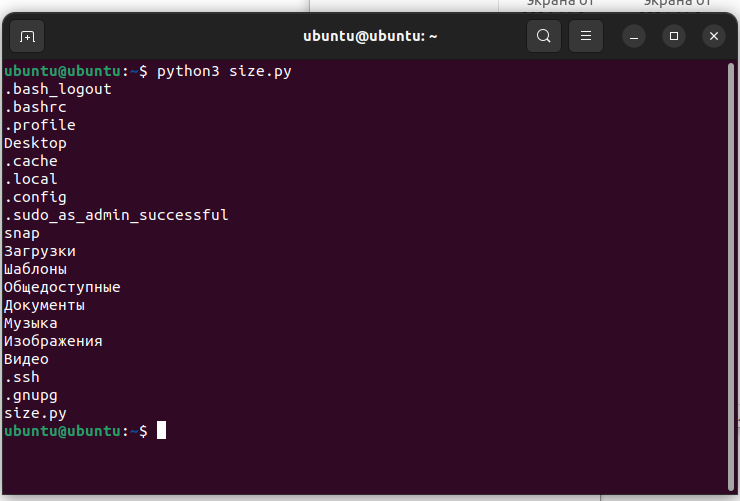 Экрана от Экрана от
ubuntu@ubuntu: ~
ubuntu@ubuntu:~$ python3 size.py
.bash_logout
.bashrc
.profile
Desktop
.cache
.local
.config
.sudo_as_admin_successful
snap
Загрузки
Шаблоны
Общедоступные
Документы
Музыка
Изображения
Видео
.ssh
.gnupg
size.py
ubuntu@ubuntu:~$